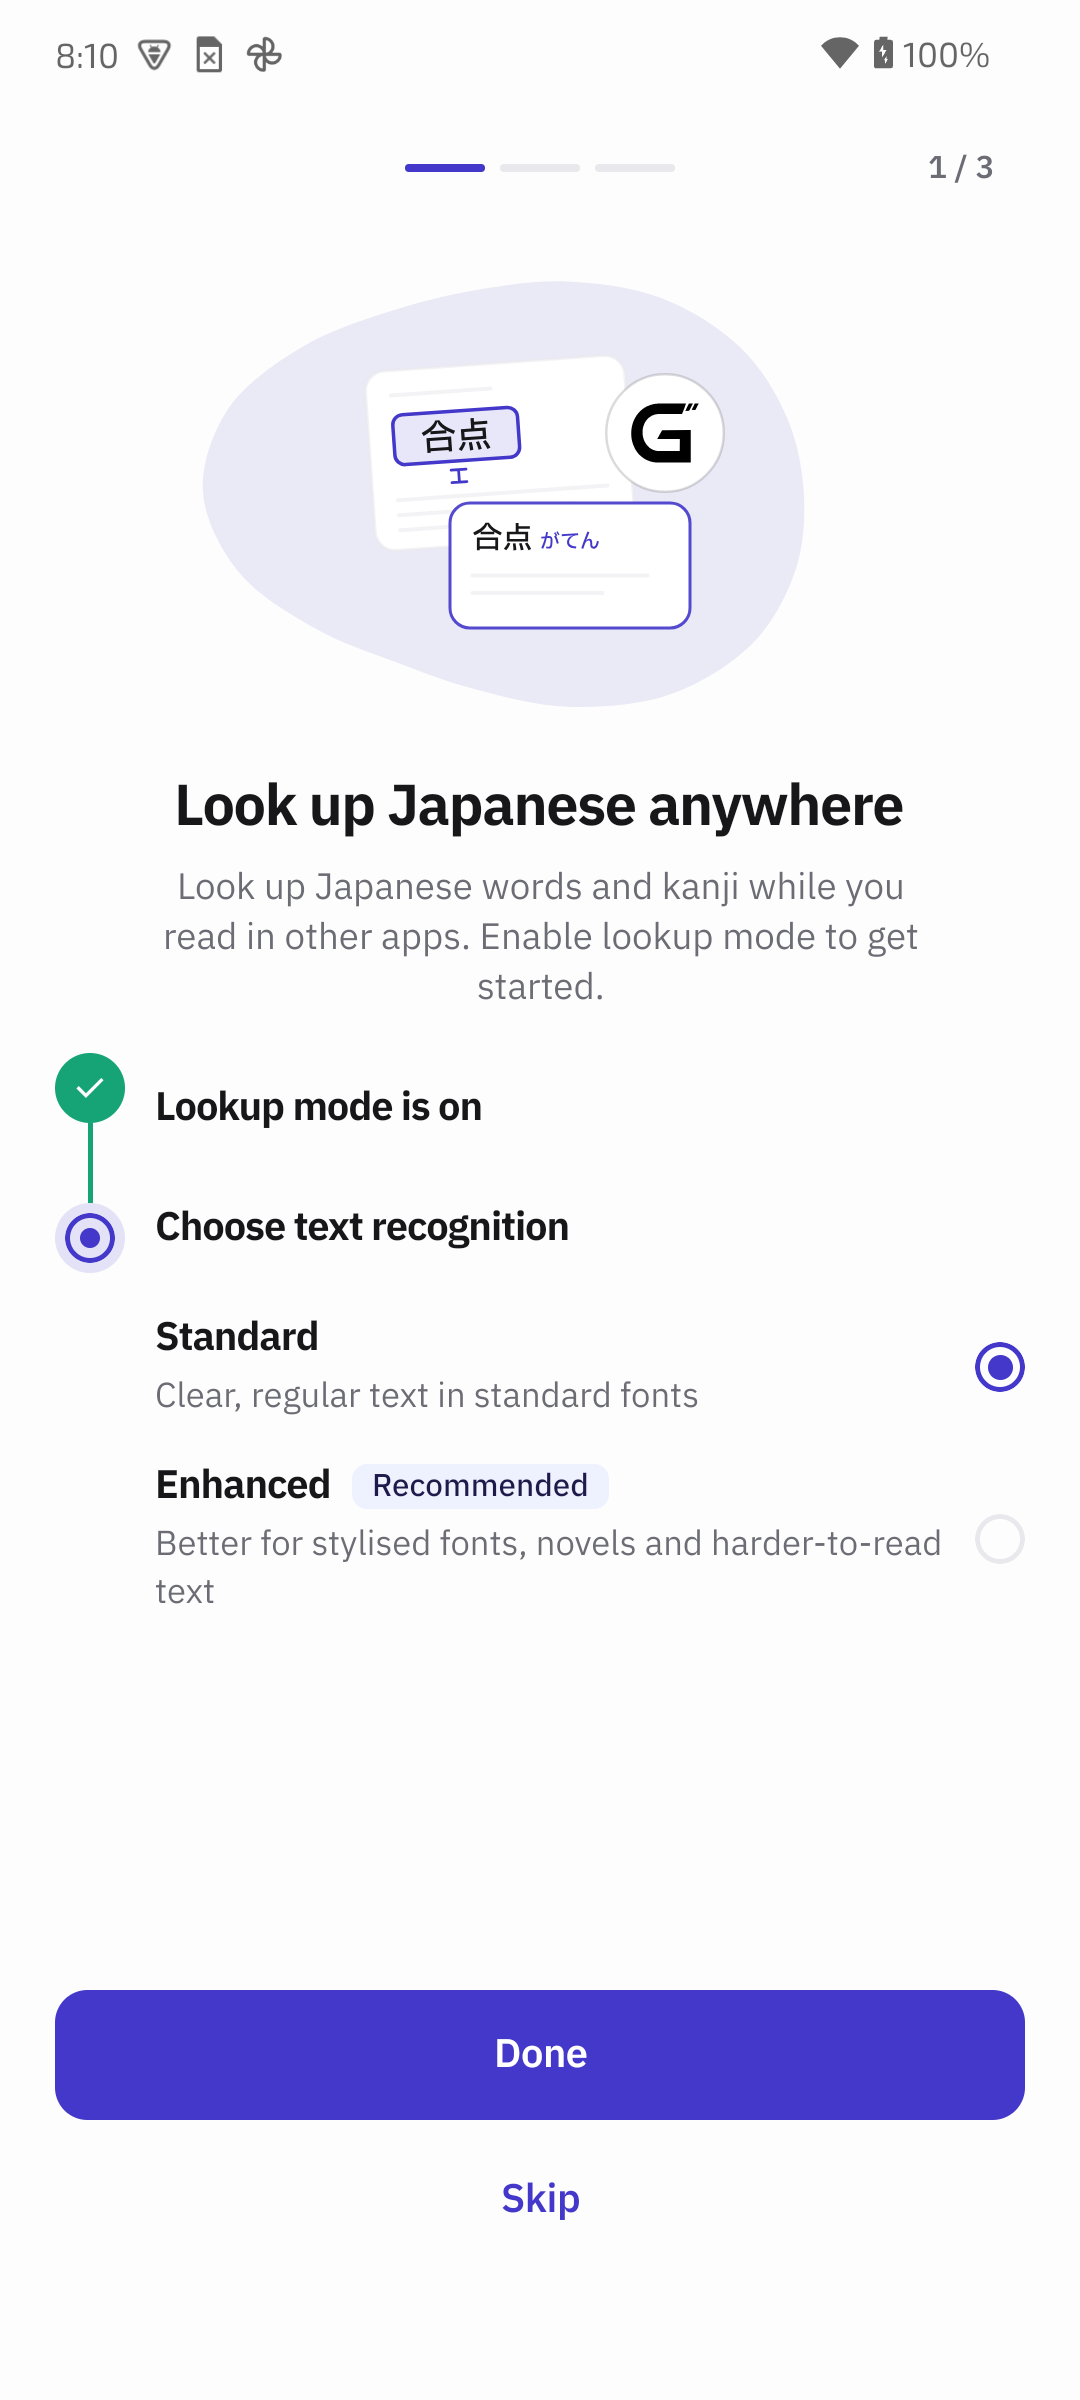 8:10
100%
1 / 3
合点
合点 がてん
Look up Japanese anywhere
Look up Japanese words and kanji while you
read in other apps. Enable lookup mode to get
started.
Lookup mode is on
Choose text recognition
Standard
Clear, regular text in standard fonts
Enhanced Recommended
Better for stylised fonts, novels and harder-to-read
text
Done
Skip